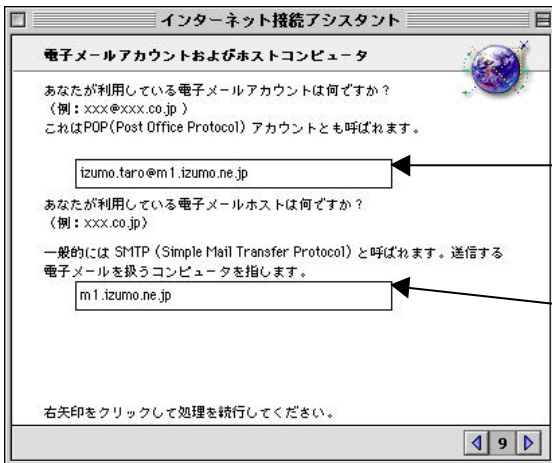 インターネット接続アシスタント
電子メールアカウントおよびホストコンピュータ
あなたが利用している電子メールアカウントは何ですか?
(例:xxx@xxx.co.jp )
これはPOP(Post Office Protocol) アカウントとも呼ばれます。
izumo.taro@m1.izumo.ne.jp
あなたが利用している電子メールホストは何ですか?
(例:xxx.co.jp)
一般的には SMTP (Simple Mail Transfer Protocol) と呼ばれます。送信する
電子メールを扱うコンピュータを指します。
m1.izumo.ne.jp
右矢印をクリックして処理を続行してください。
9